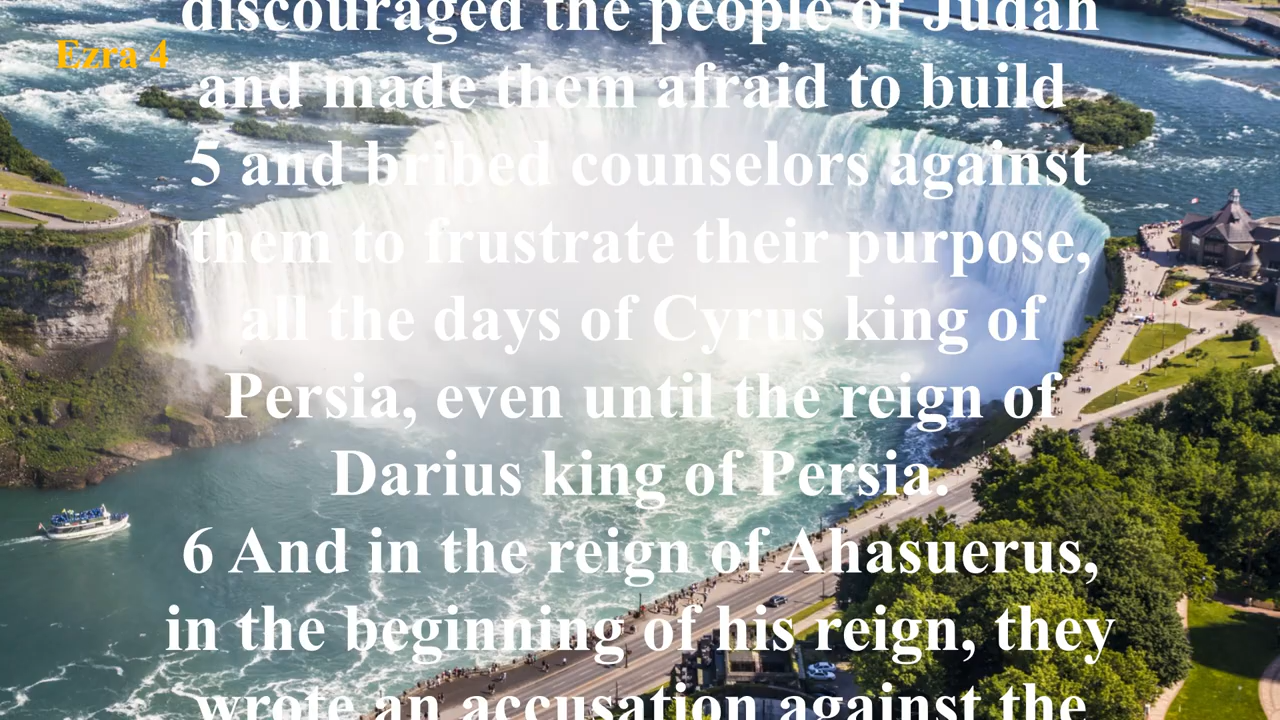 discouraged the people of Judah
Ezra 4
and made them afraid to build
5 and bribed counselors against
them to frustrate their purpose,
all the days of Cyrus king of
Persia, even until the reign of
Darius king of Persia.
6 And in the reign of Ahasuerus,
in the beginning of his reign, they
wrote an accusation against the